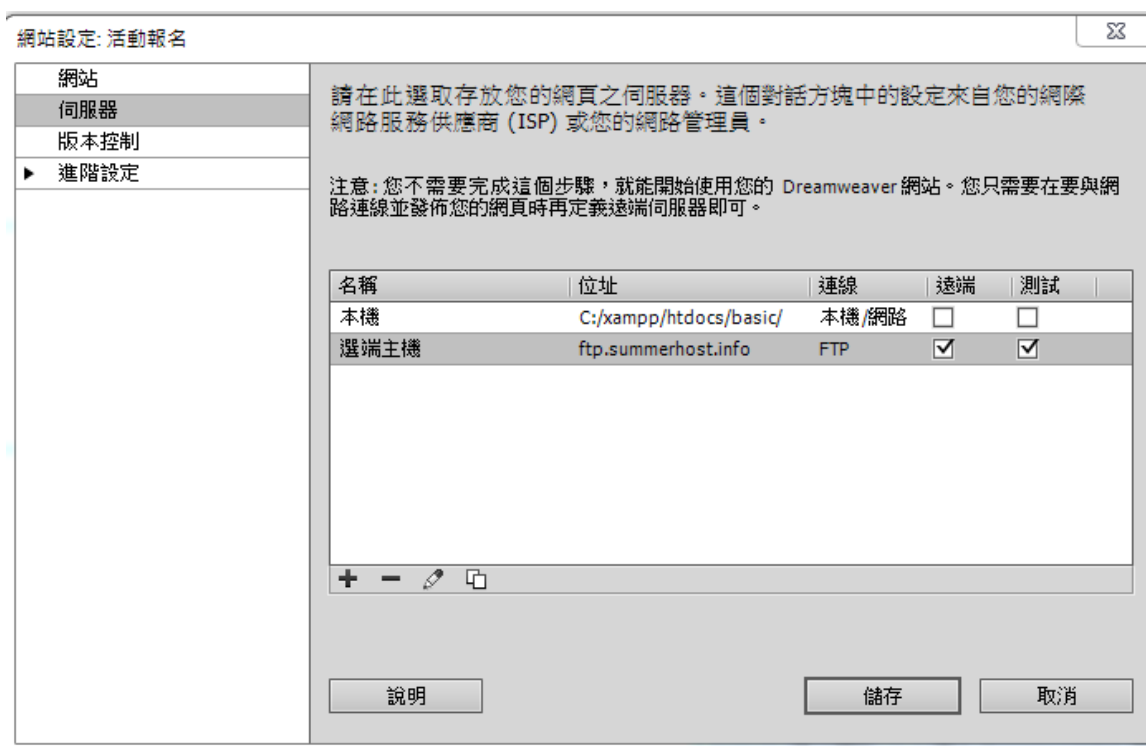 網站設定: 活動報名
網站
伺服器
版本控制
進階設定
請在此選取存放您的網頁之伺服器。這個對話方塊中的設定來自您的網際
網路服務供應商 (ISP) 或您的網路管理員。
注意: 您不需要完成這個步驟，就能開始使用您的 Dreamweaver 網站。您只需要在要與網
路連線並發佈您的網頁時再定義遠端伺服器即可。
名稱 位址 連線 遠端 測試
本機 C:/xampp/htdocs/basic/ 本機/網路
選端主機 ftp.summerhost.info FTP
說明 儲存 取消